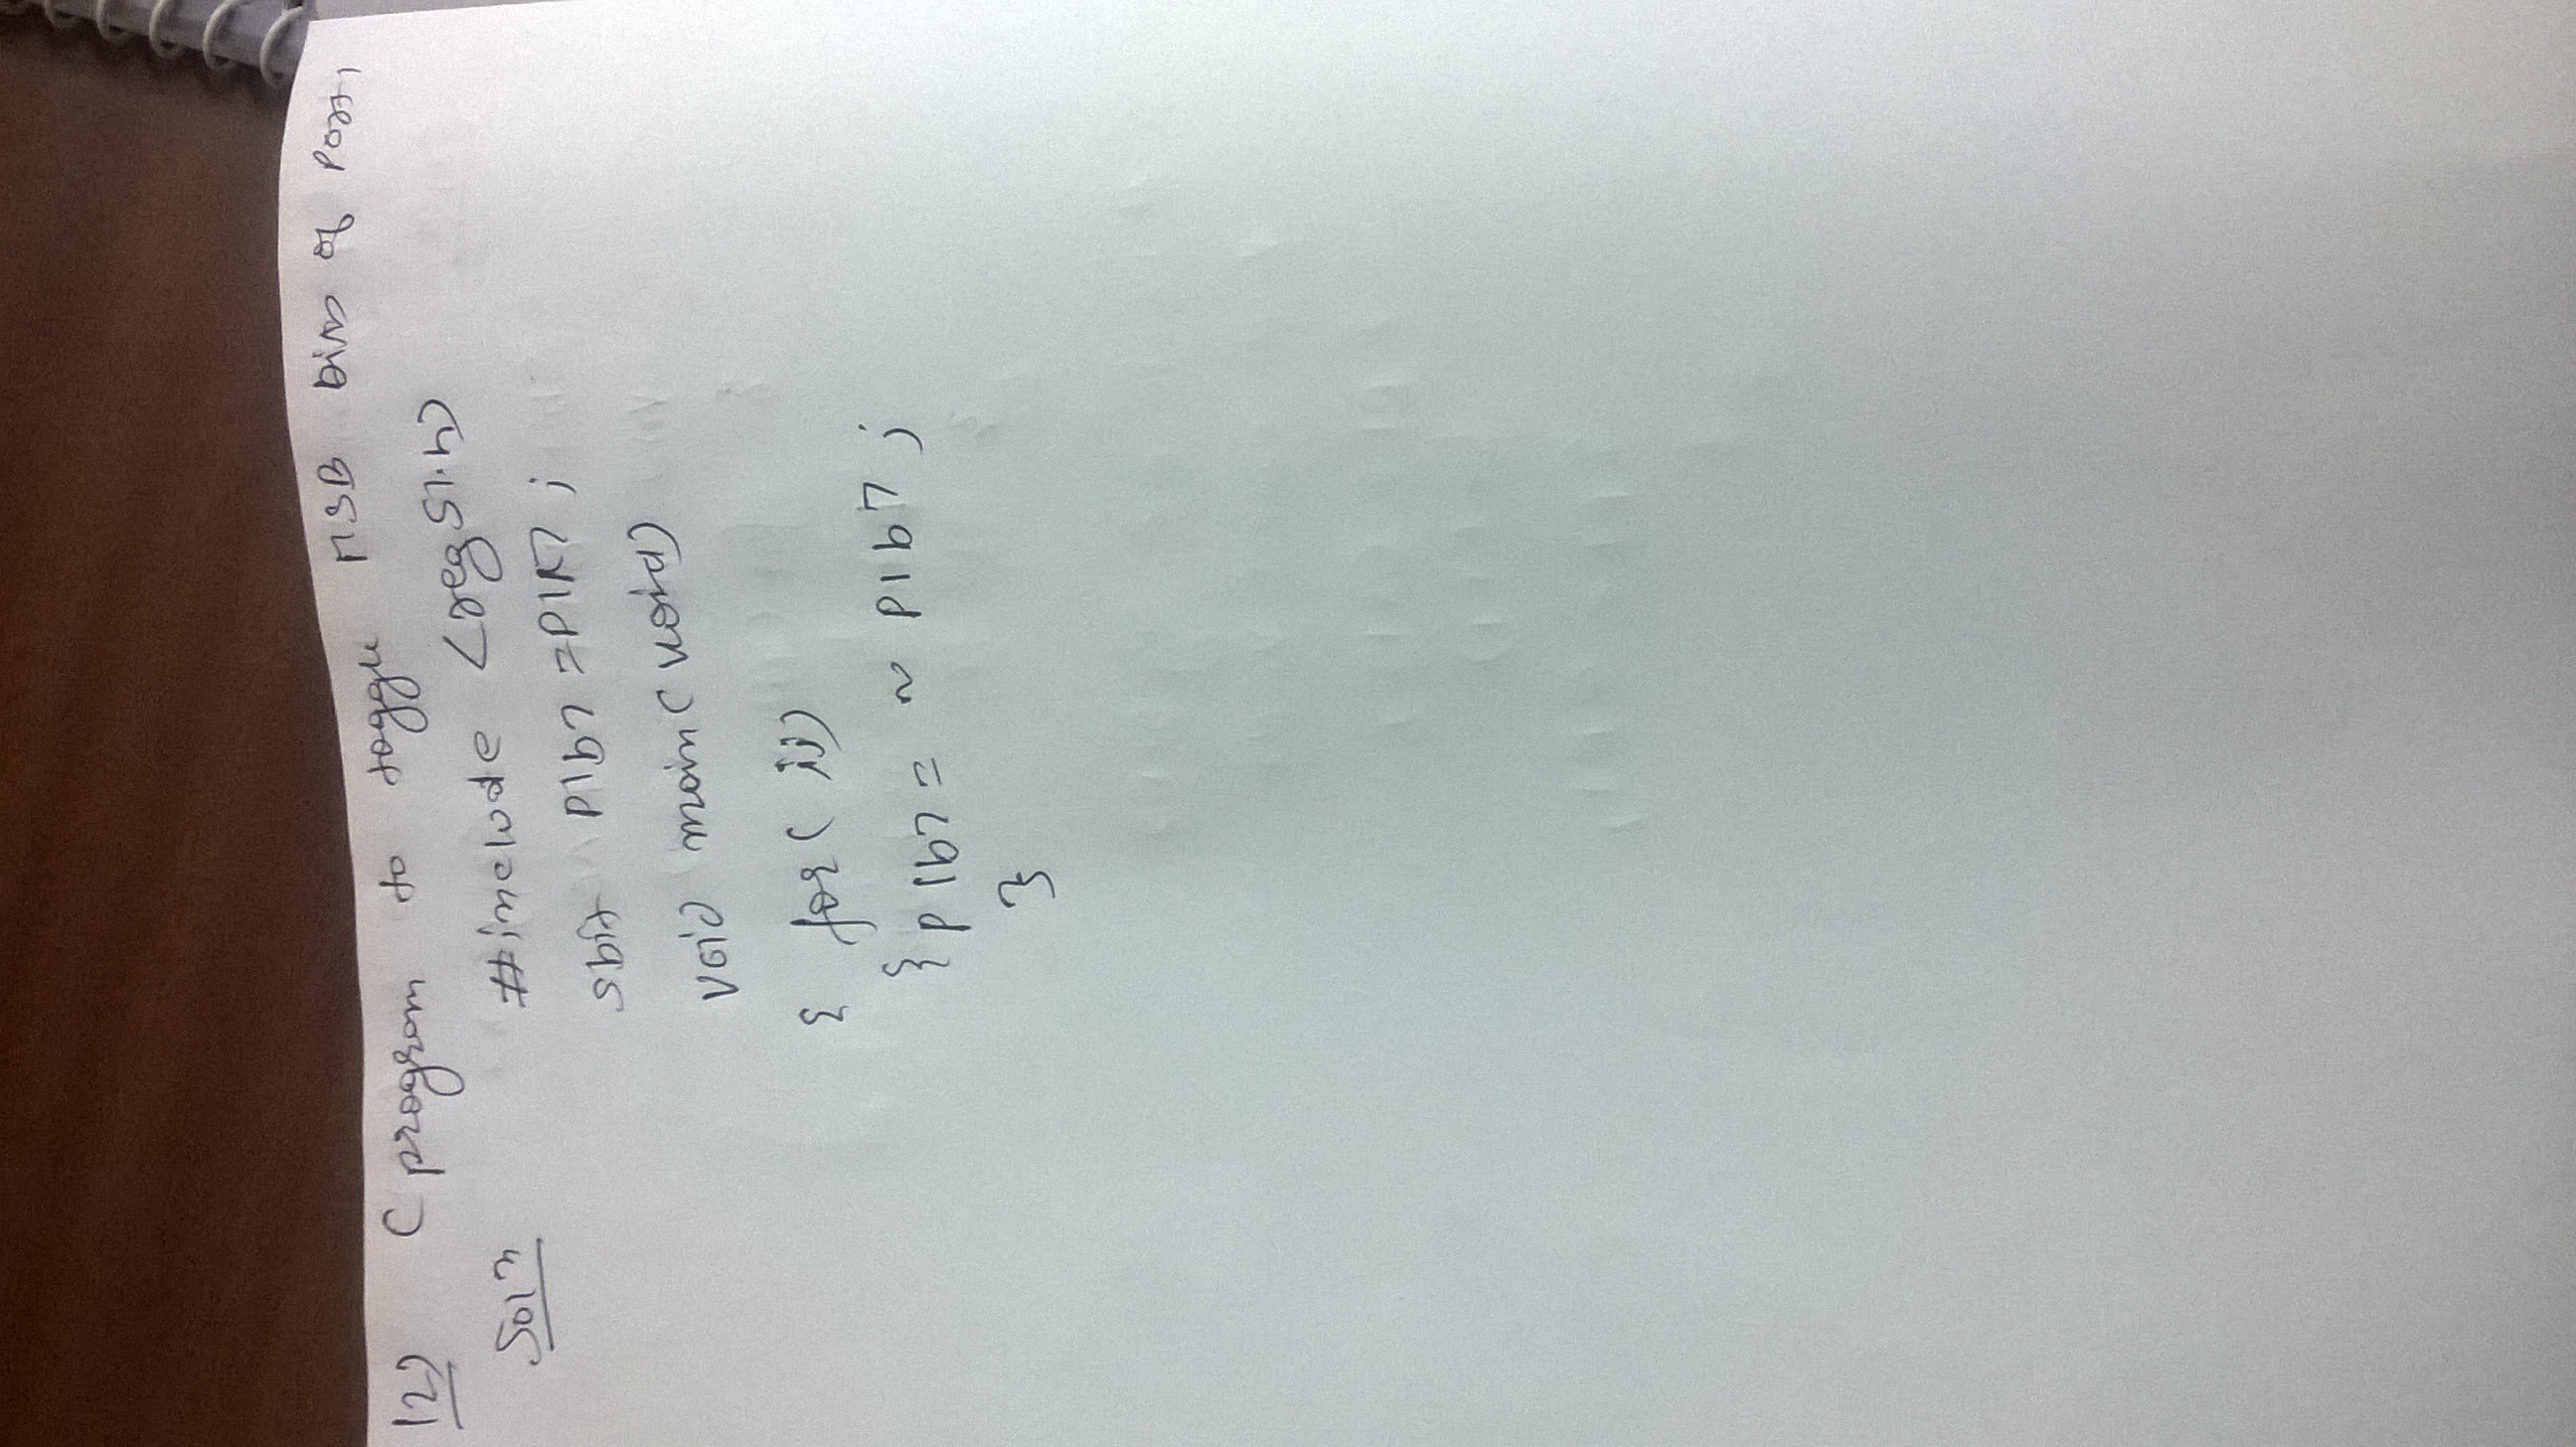 12) C program to toggle MSB bits of Port1
Soln #include <reg51.h>
sbit P1b7 = P1^7;
void main(void)
{ for(;;)
{ P1b7 = ~ P1b7;
}